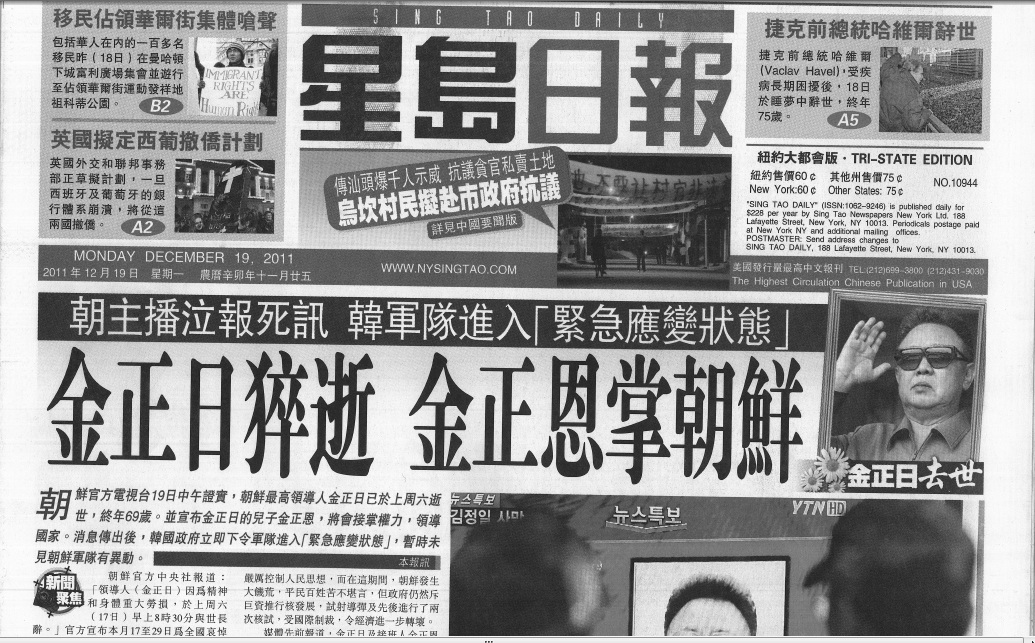 移民佔領華爾街集體嗆聲
包括華人在內的一百多名
移民昨（18日）在曼哈頓
下城富利廣場集會並遊行
至佔領華爾街運動發祥地
祖科蒂公園。
B2
IMMIGRANT
RIGHTS
ARE
Human
英國擬定西葡撤僑計劃
英國外交和聯邦事務
部正草擬計劃，一旦
西班牙及葡萄牙的銀
行體系崩潰，將從這
兩國撤僑。
A2
SING TAO DAILY
星島日報
傳汕頭爆千人示威 抗議貪官私賣土地
烏坎村民擬赴市政府抗議
詳見中國要聞版
捷克前總統哈維爾辭世
捷克前總統哈維爾
(Vaclav Havel)，受疾
病長期困擾後，18日
於睡夢中辭世，終年
75歲。
A5
紐約大都會版·TRI-STATE EDITION
紐約售價60¢ 其他州售價75¢
New York:60¢ Other States: 75¢
NO.10944
"SING TAO DAILY" (ISSN:1062–9246) is published daily for
$228 per year by Sing Tao Newspapers New York Ltd. 188
Lafayette Street, New York, NY 10013. Periodicals postage paid
at New York NY and additional mailing offices.
POSTMASTER: Send address changes to
SING TAO DAILY, 188 Lafayette Street, New York, NY 10013.
MONDAY DECEMBER 19, 2011
2011年12月19日 星期一 農曆辛卯年十一月廿五
WWW.NYSINGTAO.COM
美國發行量最高中文報刊 TEL:(212)699–3800 (212)431–9030
The Highest Circulation Chinese Publication in USA
朝主播泣報死訊 韓軍隊進入「緊急應變狀態」
金正日猝逝 金正恩掌朝鮮
金正日去世
朝鮮官方電視台19日中午證實，朝鮮最高領導人金正日已於上周六逝
世，終年69歲。並宣布金正日的兒子金正恩，將會接掌權力，領導
國家。消息傳出後，韓國政府立即下令軍隊進入「緊急應變狀態」，暫時未
見朝鮮軍隊有異動。
本報訊
新聞
聚焦
朝鮮官方中央社報道：
「領導人（金正日）因爲精神
和身體重大勞損，於上周六
（17日）早上8時30分與世長
辭。」官方宣布本月17至29爲全國哀悼
嚴厲控制人民思想，而在這期間，朝鮮發生
大饑荒，平民百姓苦不堪言，但政府仍然斥
巨資推行核發展，試射導彈及先後進行了兩
次核試，受國際制裁，令經濟進一步轉壞。
媒體先前報道，金正日及接班人金正恩
뉴스특보
김정일 사망
뉴스특보
YTN HD